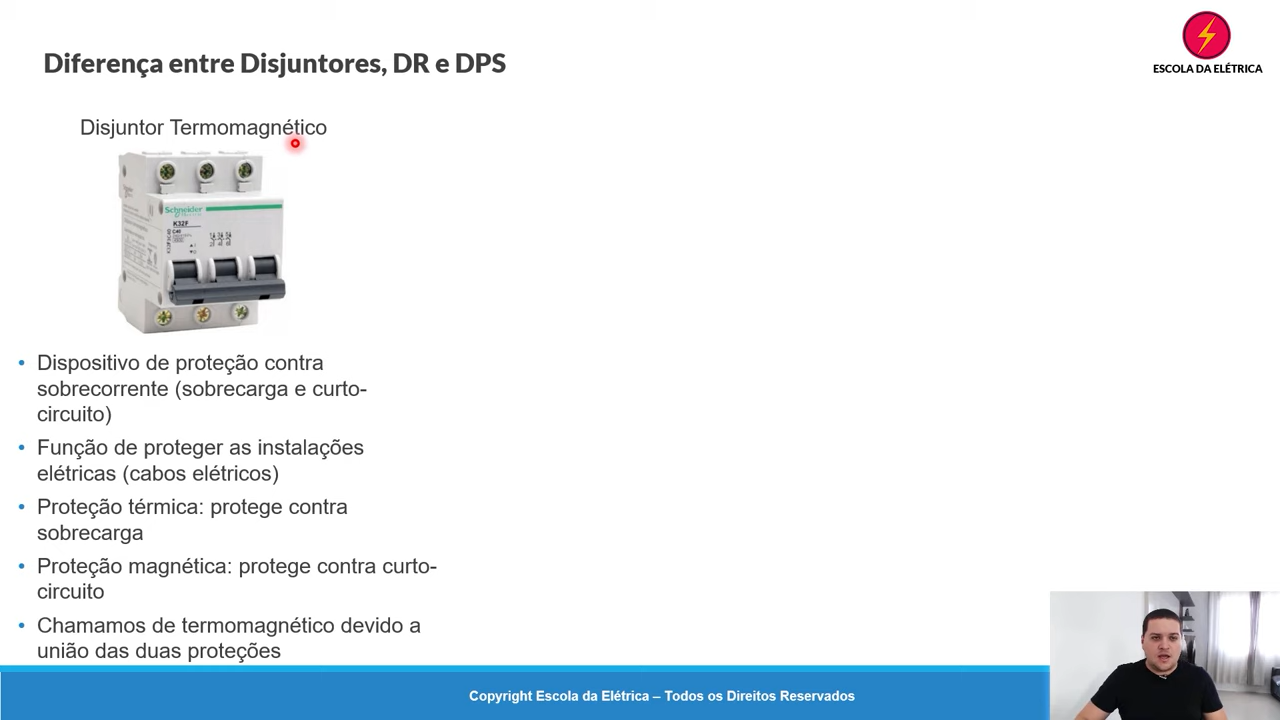 Diferença entre Disjuntores, DR e DPS
ESCOLA DA ELÉTRICA
Disjuntor Termomagnético
Schneider
K32F
C40
• Dispositivo de proteção contra
sobrecorrente (sobrecarga e curto-
circuito)
• Função de proteger as instalações
elétricas (cabos elétricos)
• Proteção térmica: protege contra
sobrecarga
• Proteção magnética: protege contra curto-
circuito
• Chamamos de termomagnético devido a
união das duas proteções
Copyright Escola da Elétrica – Todos os Direitos Reservados